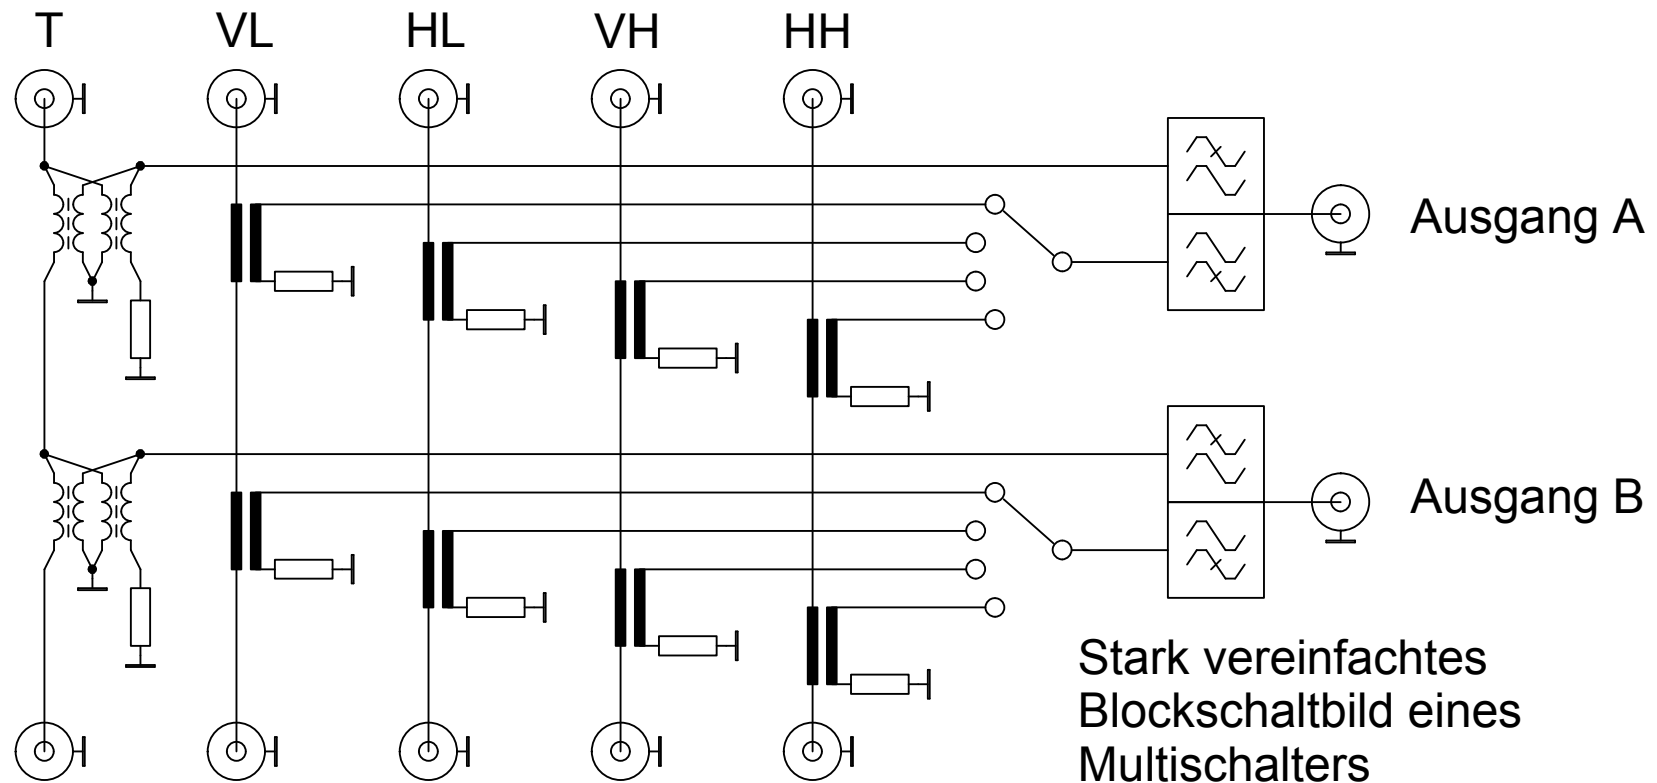 T VL HL VH HH
Ausgang A
Ausgang B
Stark vereinfachtes
Blockschaltbild eines
Multischalters